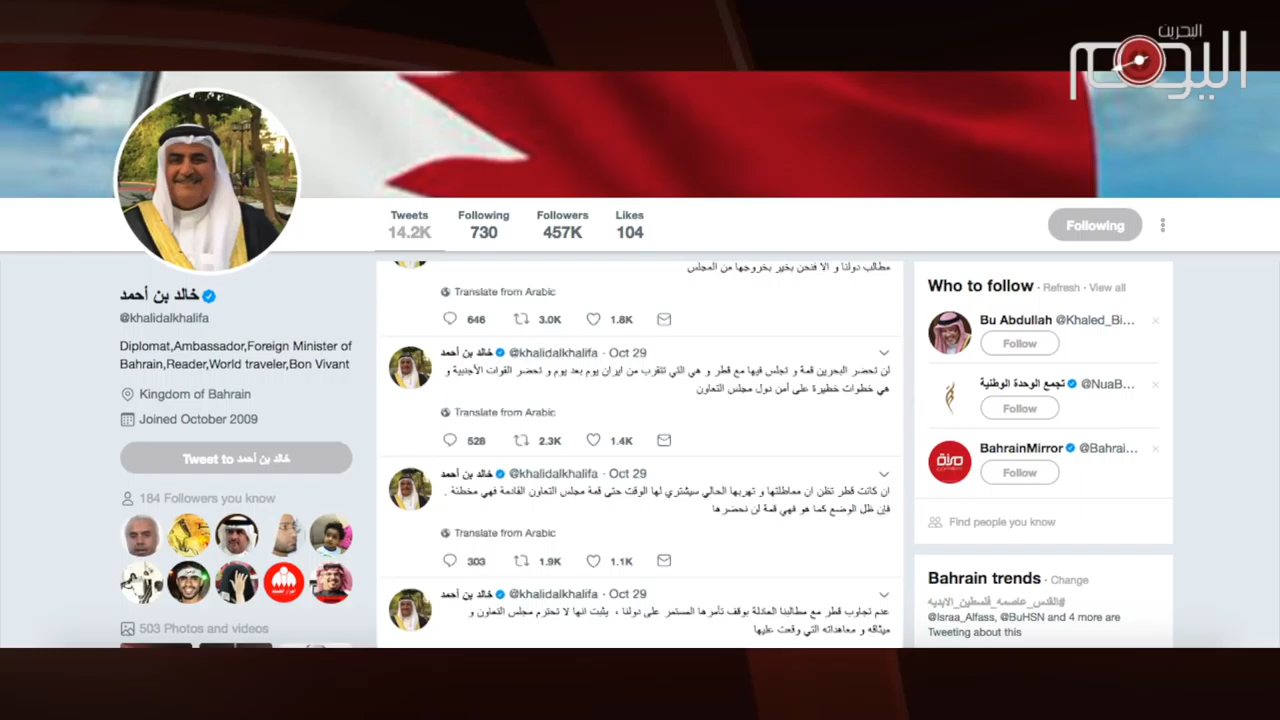 البحرين
اليوم
Tweets
14.2K
Following
730
Followers
457K
Likes
104
Following
خالد بن أحمد
@khalidalkhalifa
Diplomat,Ambassador,Foreign Minister of
Bahrain,Reader,World traveler,Bon Vivant
Kingdom of Bahrain
Joined October 2009
Tweet to خالد بن أحمد
184 Followers you know
503 Photos and videos
مطالب دولنا و الا فنحن بخير بخروجها من المجلس
Translate from Arabic
646 3.0K 1.8K
خالد بن أحمد @khalidalkhalifa · Oct 29
لن تحضر البحرين قمة و تجلس فيها مع قطر و هي التي تتقرب من ايران يوم بعد يوم و تحضر القوات الأجنبية و
هي خطوات خطيرة على أمن دول مجلس التعاون
Translate from Arabic
528 2.3K 1.4K
خالد بن أحمد @khalidalkhalifa · Oct 29
ان كانت قطر تظن ان مماطلتها و تهربها الحالي سيشتري لها الوقت حتى قمة مجلس التعاون القادمة فهي مخطئة .
فإن ظل الوضع كما هو فهي قمة لن نحضرها
Translate from Arabic
303 1.9K 1.1K
خالد بن أحمد @khalidalkhalifa · Oct 29
عدم تجاوب قطر مع مطالبنا العادلة بوقف تأمرها المستمر على دولنا ، يثبت انها لا تحترم مجلس التعاون و
ميثاقه و معاهداته التي وقعت عليها
Who to follow · Refresh · View all
Bu Abdullah @Khaled_Bi...
Follow
تجمع الوحدة الوطنية @NuaB...
Follow
BahrainMirror @Bahrai...
Follow
مرآة
Find people you know
Bahrain trends · Change
#القدس_عاصمه_فلسطين_الابديه
@Israa_Alfass, @BuHSN and 4 more are
Tweeting about this